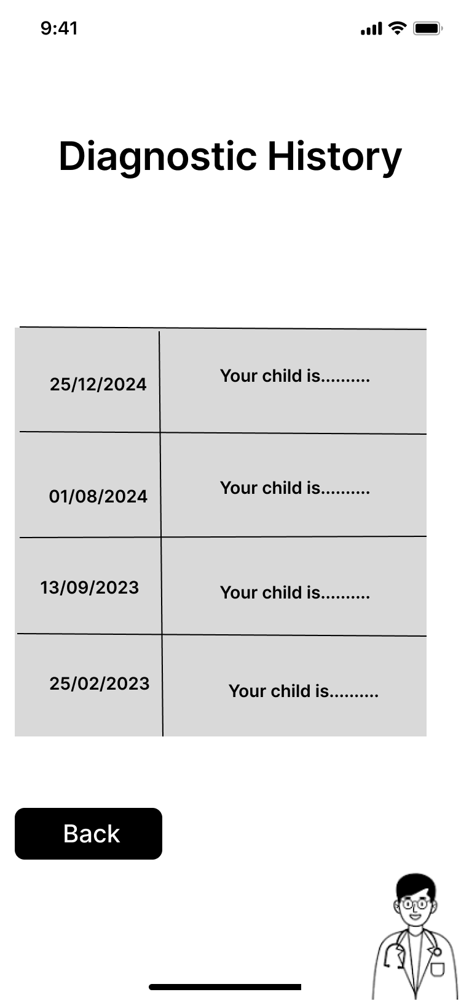 9:41
Diagnostic History
25/12/2024 Your child is..........
01/08/2024 Your child is..........
13/09/2023 Your child is..........
25/02/2023 Your child is..........
Back